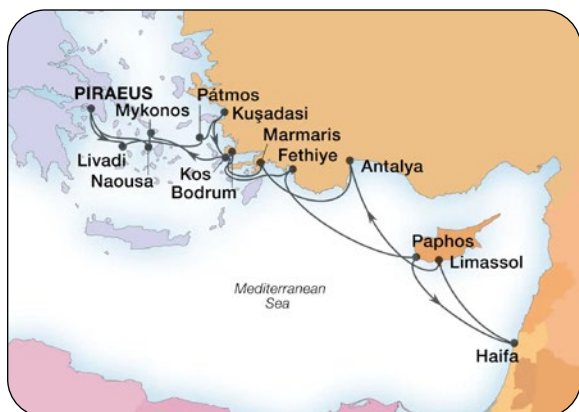 PIRAEUS
Mykonos
Pátmos
Kuşadasi
Marmaris
Livadi
Fethiye
Antalya
Naousa
Kos
Bodrum
Paphos
Limassol
Mediterranean
Sea
Haifa